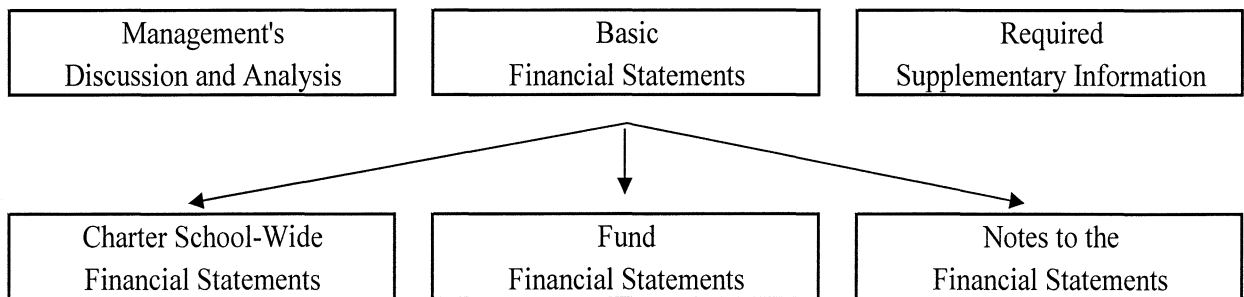 Management's
Discussion and Analysis
Basic
Financial Statements
Required
Supplementary Information
Charter School-Wide
Financial Statements
Fund
Financial Statements
Notes to the
Financial Statements